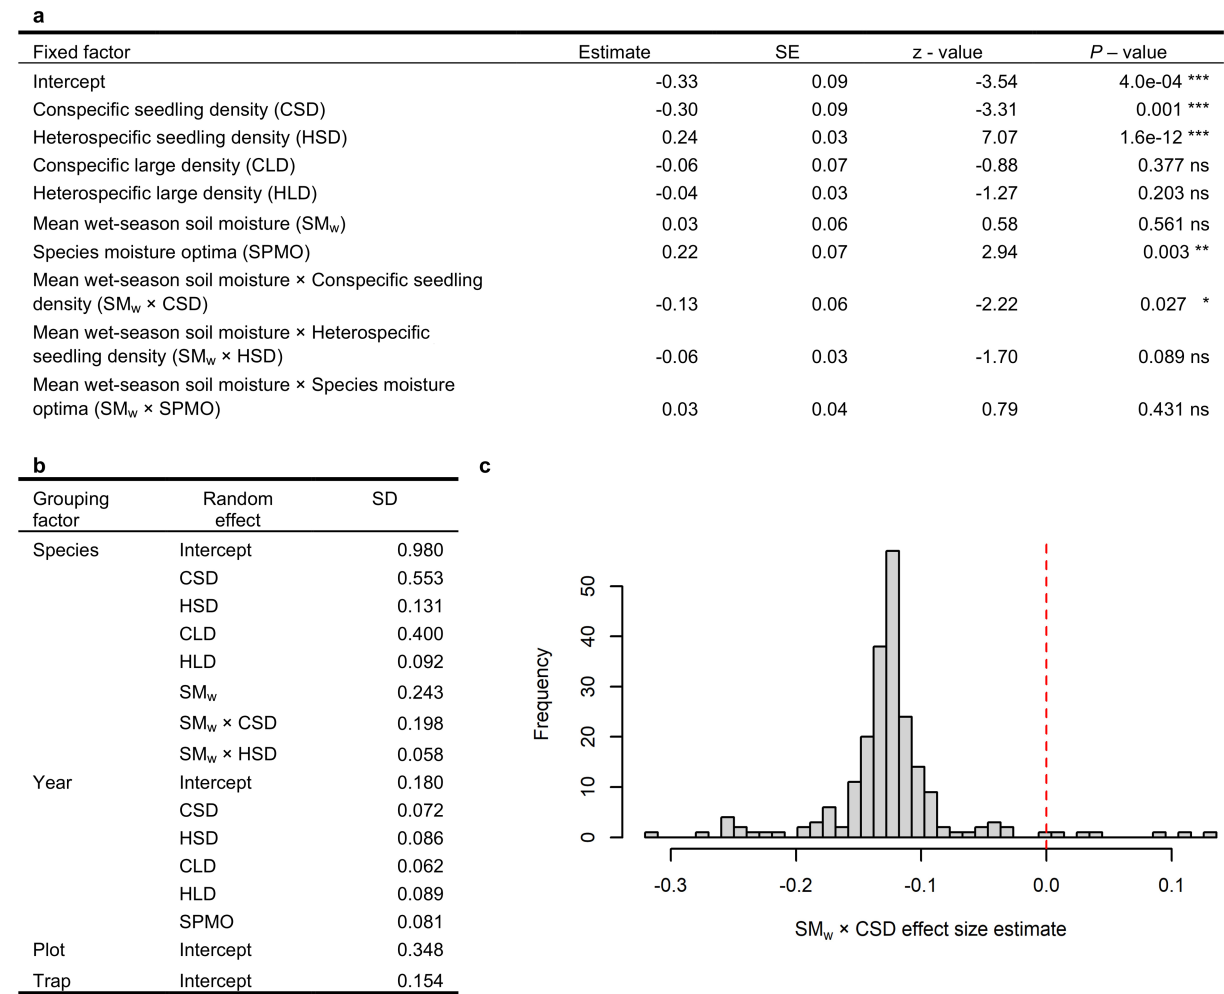 a
Fixed factor Estimate SE z - value P – value
Intercept -0.33 0.09 -3.54 4.0e-04 ***
Conspecific seedling density (CSD) -0.30 0.09 -3.31 0.001 ***
Heterospecific seedling density (HSD) 0.24 0.03 7.07 1.6e-12 ***
Conspecific large density (CLD) -0.06 0.07 -0.88 0.377 ns
Heterospecific large density (HLD) -0.04 0.03 -1.27 0.203 ns
Mean wet-season soil moisture (SMw) 0.03 0.06 0.58 0.561 ns
Species moisture optima (SPMO) 0.22 0.07 2.94 0.003 **
Mean wet-season soil moisture × Conspecific seedling
density (SMw × CSD) -0.13 0.06 -2.22 0.027 *
Mean wet-season soil moisture × Heterospecific
seedling density (SMw × HSD) -0.06 0.03 -1.70 0.089 ns
Mean wet-season soil moisture × Species moisture
optima (SMw × SPMO) 0.03 0.04 0.79 0.431 ns
b
Grouping Random SD
factor effect
Species Intercept 0.980
CSD 0.553
HSD 0.131
CLD 0.400
HLD 0.092
SMw 0.243
SMw × CSD 0.198
SMw × HSD 0.058
Year Intercept 0.180
CSD 0.072
HSD 0.086
CLD 0.062
HLD 0.089
SPMO 0.081
Plot Intercept 0.348
Trap Intercept 0.154
c
Frequency
50
40
30
20
10
0
-0.3 -0.2 -0.1 0.0 0.1
SMw × CSD effect size estimate